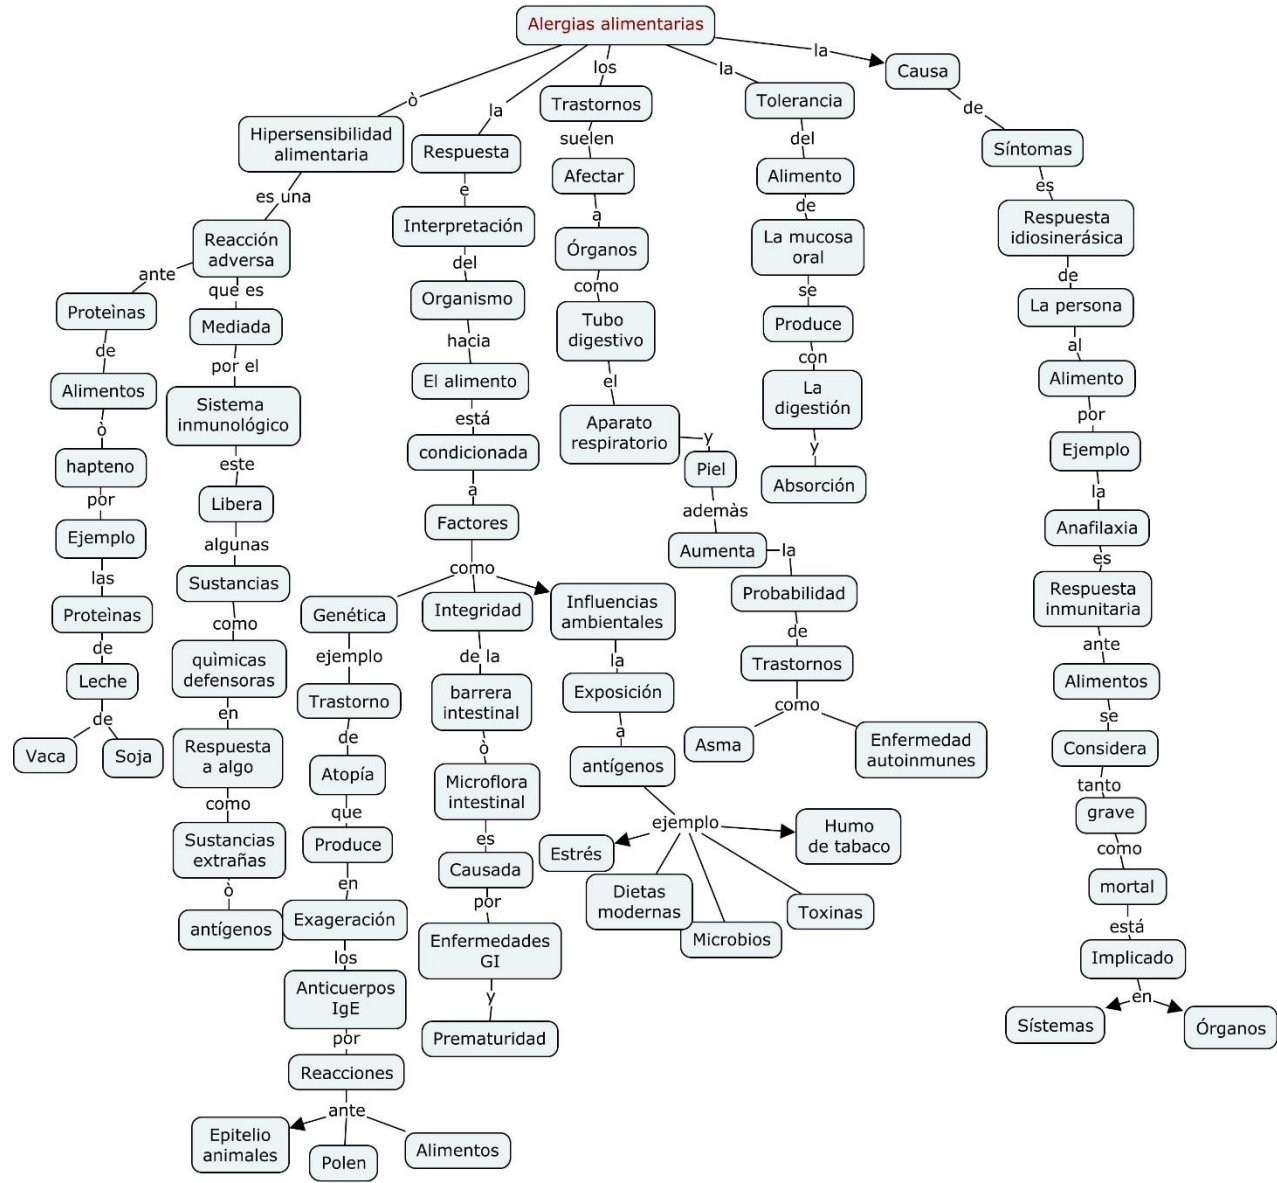 Alergias alimentarias
ò
Hipersensibilidad
alimentaria
es una
Reacción
adversa
ante
Proteìnas
de
Alimentos
ò
hapteno
por
Ejemplo
las
Proteìnas
de
Leche
de
Vaca
Soja
que es
Mediada
por el
Sistema
inmunológico
este
Libera
algunas
Sustancias
como
quìmicas
defensoras
en
Respuesta
a algo
como
Sustancias
extrañas
ò
antígenos
la
Respuesta
e
Interpretación
del
Organismo
hacia
El alimento
está
condicionada
a
Factores
como
Genética
ejemplo
Trastorno
de
Atopía
que
Produce
en
Exageración
los
Anticuerpos
IgE
por
Reacciones
ante
Epitelio
animales
Polen
Alimentos
Integridad
de la
barrera
intestinal
ò
Microflora
intestinal
es
Causada
por
Enfermedades
GI
y
Prematuridad
Influencias
ambientales
la
Exposición
a
antígenos
ejemplo
Estrés
Dietas
modernas
Microbios
Toxinas
Humo
de tabaco
los
Trastornos
suelen
Afectar
a
Órganos
como
Tubo
digestivo
el
Aparato
respiratorio
y
Piel
ademàs
Aumenta
la
Probabilidad
de
Trastornos
como
Asma
Enfermedad
autoinmunes
la
Tolerancia
del
Alimento
de
La mucosa
oral
se
Produce
con
La
digestión
y
Absorción
la
Causa
de
Síntomas
es
Respuesta
idiosinerásica
de
La persona
al
Alimento
por
Ejemplo
la
Anafilaxia
es
Respuesta
inmunitaria
ante
Alimentos
se
Considera
tanto
grave
como
mortal
está
Implicado
en
Sístemas
Órganos